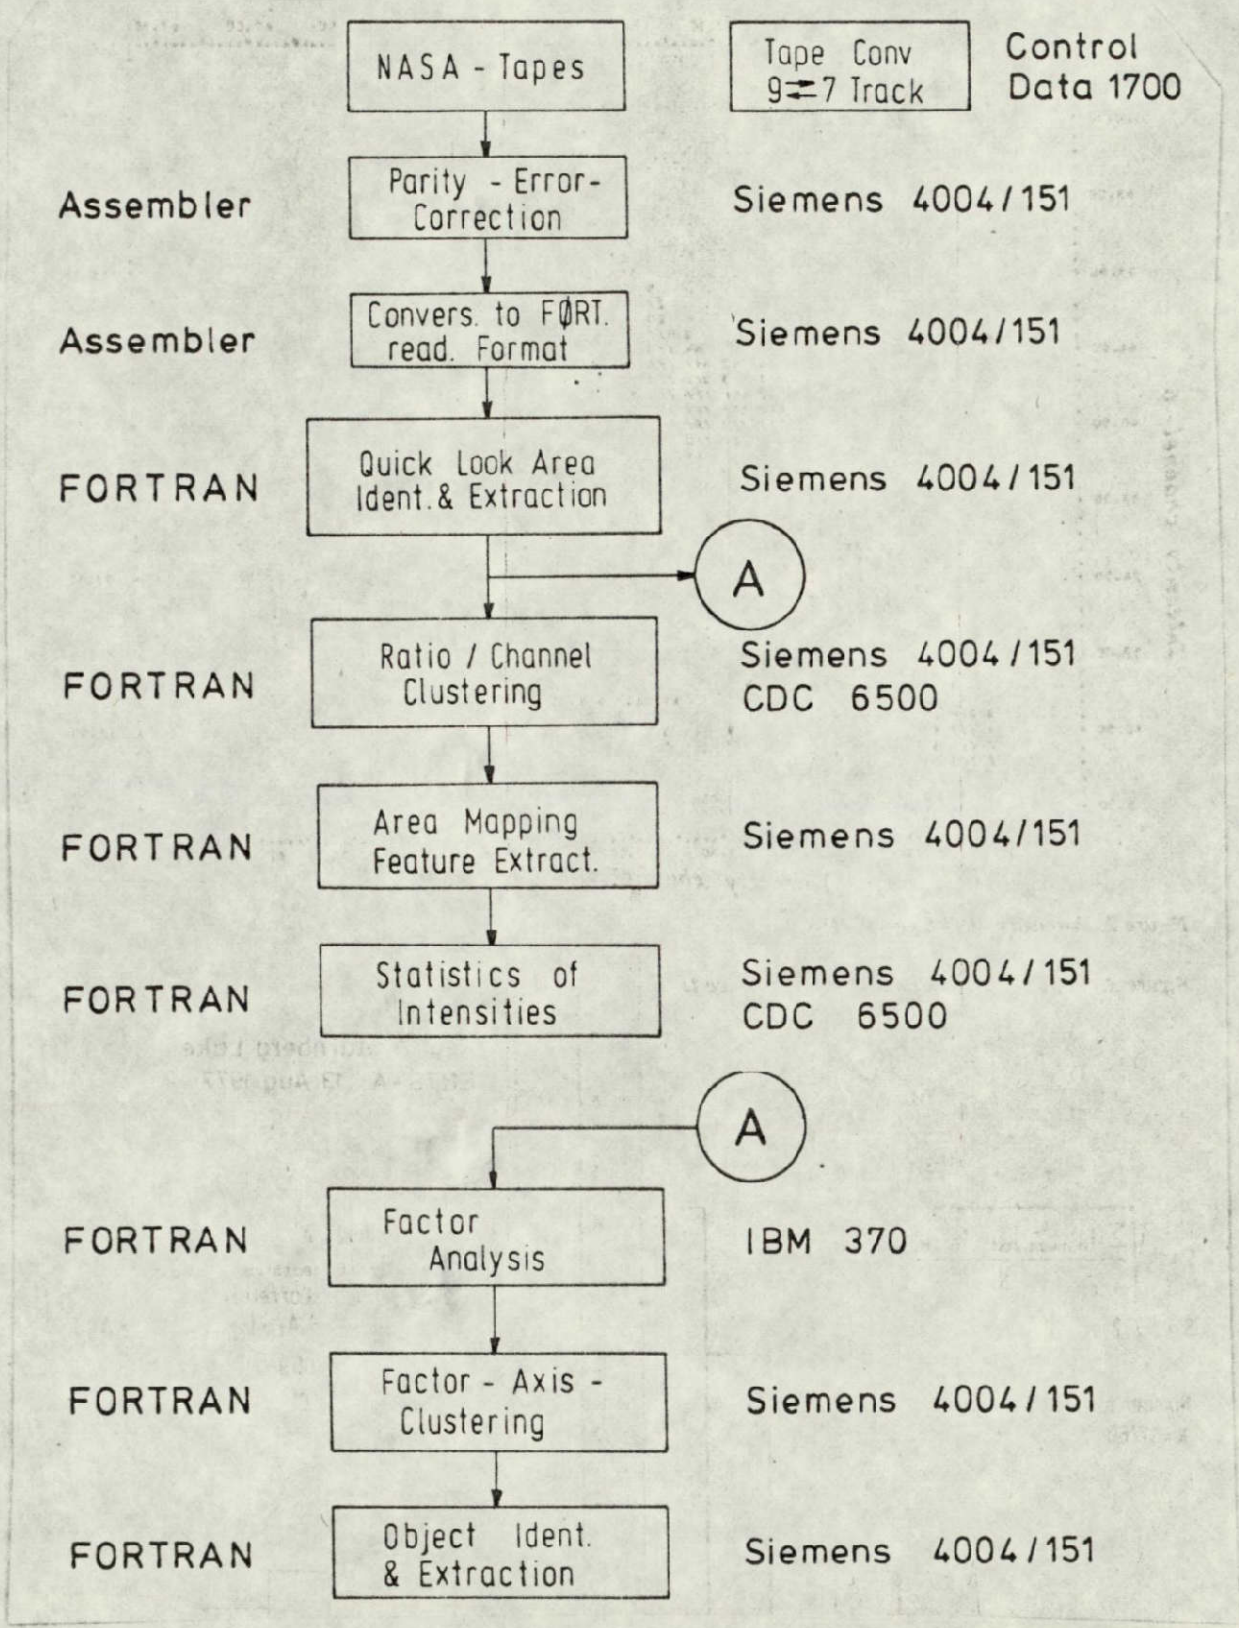 NASA - Tapes
Tape Conv
9⇄7 Track
Control
Data 1700
Assembler
Parity - Error-
Correction
Siemens 4004/151
Assembler
Convers. to FØRT.
read. Format
Siemens 4004/151
FORTRAN
Quick Look Area
Ident. & Extraction
Siemens 4004/151
A
FORTRAN
Ratio / Channel
Clustering
Siemens 4004/151
CDC 6500
FORTRAN
Area Mapping
Feature Extract.
Siemens 4004/151
FORTRAN
Statistics of
Intensities
Siemens 4004/151
CDC 6500
A
FORTRAN
Factor
Analysis
IBM 370
FORTRAN
Factor - Axis -
Clustering
Siemens 4004/151
FORTRAN
Object Ident.
& Extraction
Siemens 4004/151